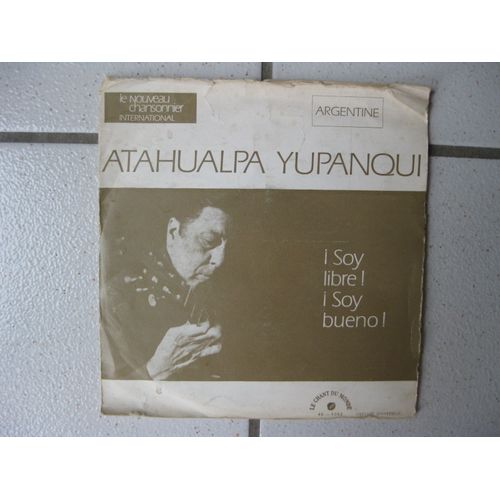 le NOUVEAU
chansonnier
INTERNATIONAL
ARGENTINE
ATAHUALPA YUPANQUI
¡ Soy
libre !
¡ Soy
bueno !
LE CHANT DU MONDE